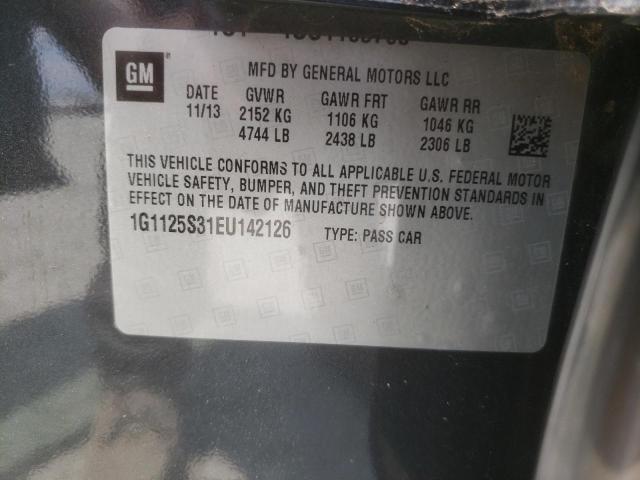 GM
MFD BY GENERAL MOTORS LLC
DATE GVWR GAWR FRT GAWR RR
11/13 2152 KG 1106 KG 1046 KG
4744 LB 2438 LB 2306 LB
THIS VEHICLE CONFORMS TO ALL APPLICABLE U.S. FEDERAL MOTOR
VEHICLE SAFETY, BUMPER, AND THEFT PREVENTION STANDARDS IN
EFFECT ON THE DATE OF MANUFACTURE SHOWN ABOVE.
1G1125S31EU142126 TYPE: PASS CAR